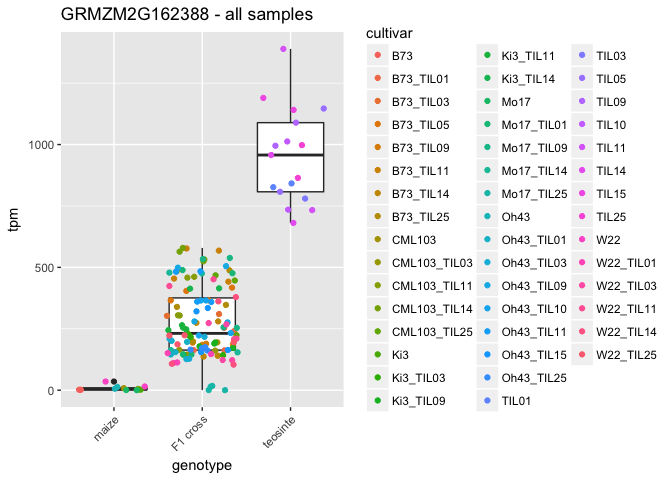 GRMZM2G162388 - all samples
tpm
1000
500
0
maize
F1 cross
teosinte
genotype
cultivar
B73
B73_TIL01
B73_TIL03
B73_TIL05
B73_TIL09
B73_TIL11
B73_TIL14
B73_TIL25
CML103
CML103_TIL03
CML103_TIL11
CML103_TIL14
CML103_TIL25
Ki3
Ki3_TIL03
Ki3_TIL09
Ki3_TIL11
Ki3_TIL14
Mo17
Mo17_TIL01
Mo17_TIL09
Mo17_TIL14
Mo17_TIL25
Oh43
Oh43_TIL01
Oh43_TIL03
Oh43_TIL09
Oh43_TIL10
Oh43_TIL11
Oh43_TIL15
Oh43_TIL25
TIL01
TIL03
TIL05
TIL09
TIL10
TIL11
TIL14
TIL15
TIL25
W22
W22_TIL01
W22_TIL03
W22_TIL11
W22_TIL14
W22_TIL25